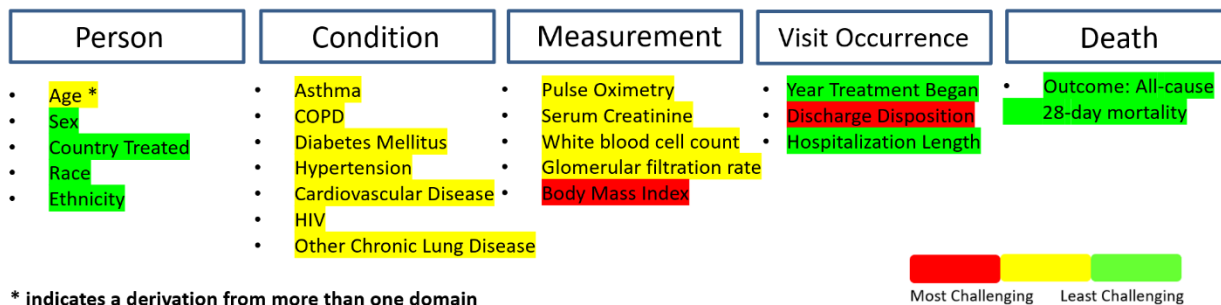 Person
• Age *
• Sex
• Country Treated
• Race
• Ethnicity
Condition
• Asthma
• COPD
• Diabetes Mellitus
• Hypertension
• Cardiovascular Disease
• HIV
• Other Chronic Lung Disease
Measurement
• Pulse Oximetry
• Serum Creatinine
• White blood cell count
• Glomerular filtration rate
• Body Mass Index
Visit Occurrence
• Year Treatment Began
• Discharge Disposition
• Hospitalization Length
Death
• Outcome: All-cause
28-day mortality
* indicates a derivation from more than one domain
Most Challenging
Least Challenging